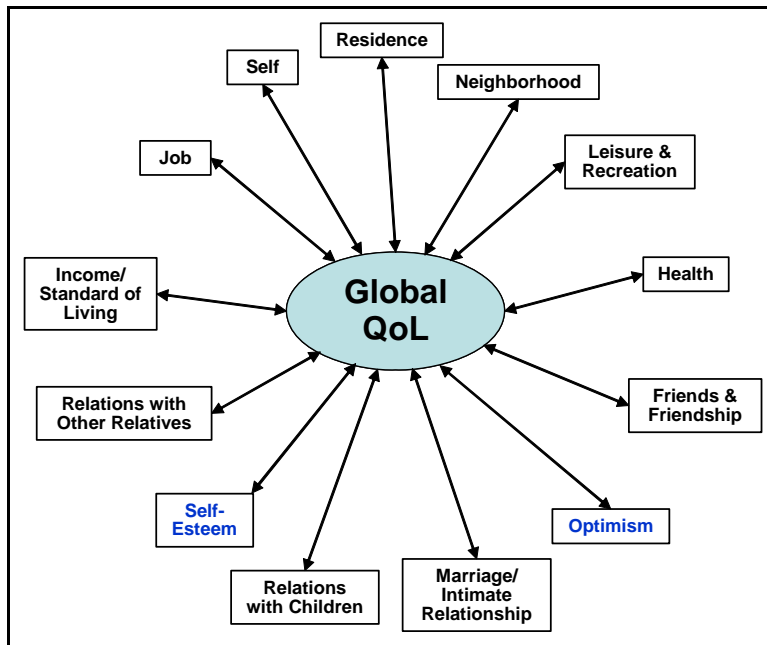 Residence
Self
Neighborhood
Job
Leisure &
Recreation
Income/
Standard of
Living
Global
QoL
Health
Relations with
Other Relatives
Friends &
Friendship
Self-
Esteem
Optimism
Relations
with Children
Marriage/
Intimate
Relationship